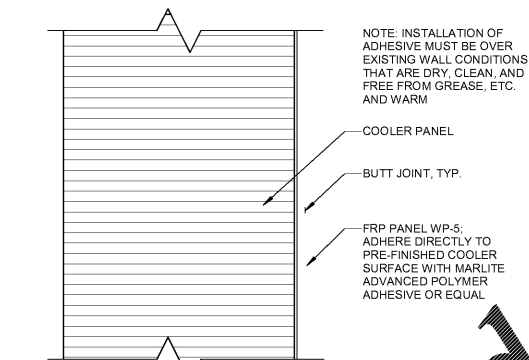 NOTE: INSTALLATION OF
ADHESIVE MUST BE OVER
EXISTING WALL CONDITIONS
THAT ARE DRY, CLEAN, AND
FREE FROM GREASE, ETC.
AND WARM
COOLER PANEL
BUTT JOINT, TYP.
FRP PANEL WP-5;
ADHERE DIRECTLY TO
PRE-FINISHED COOLER
SURFACE WITH MARLITE
ADVANCED POLYMER
ADHESIVE OR EQUAL